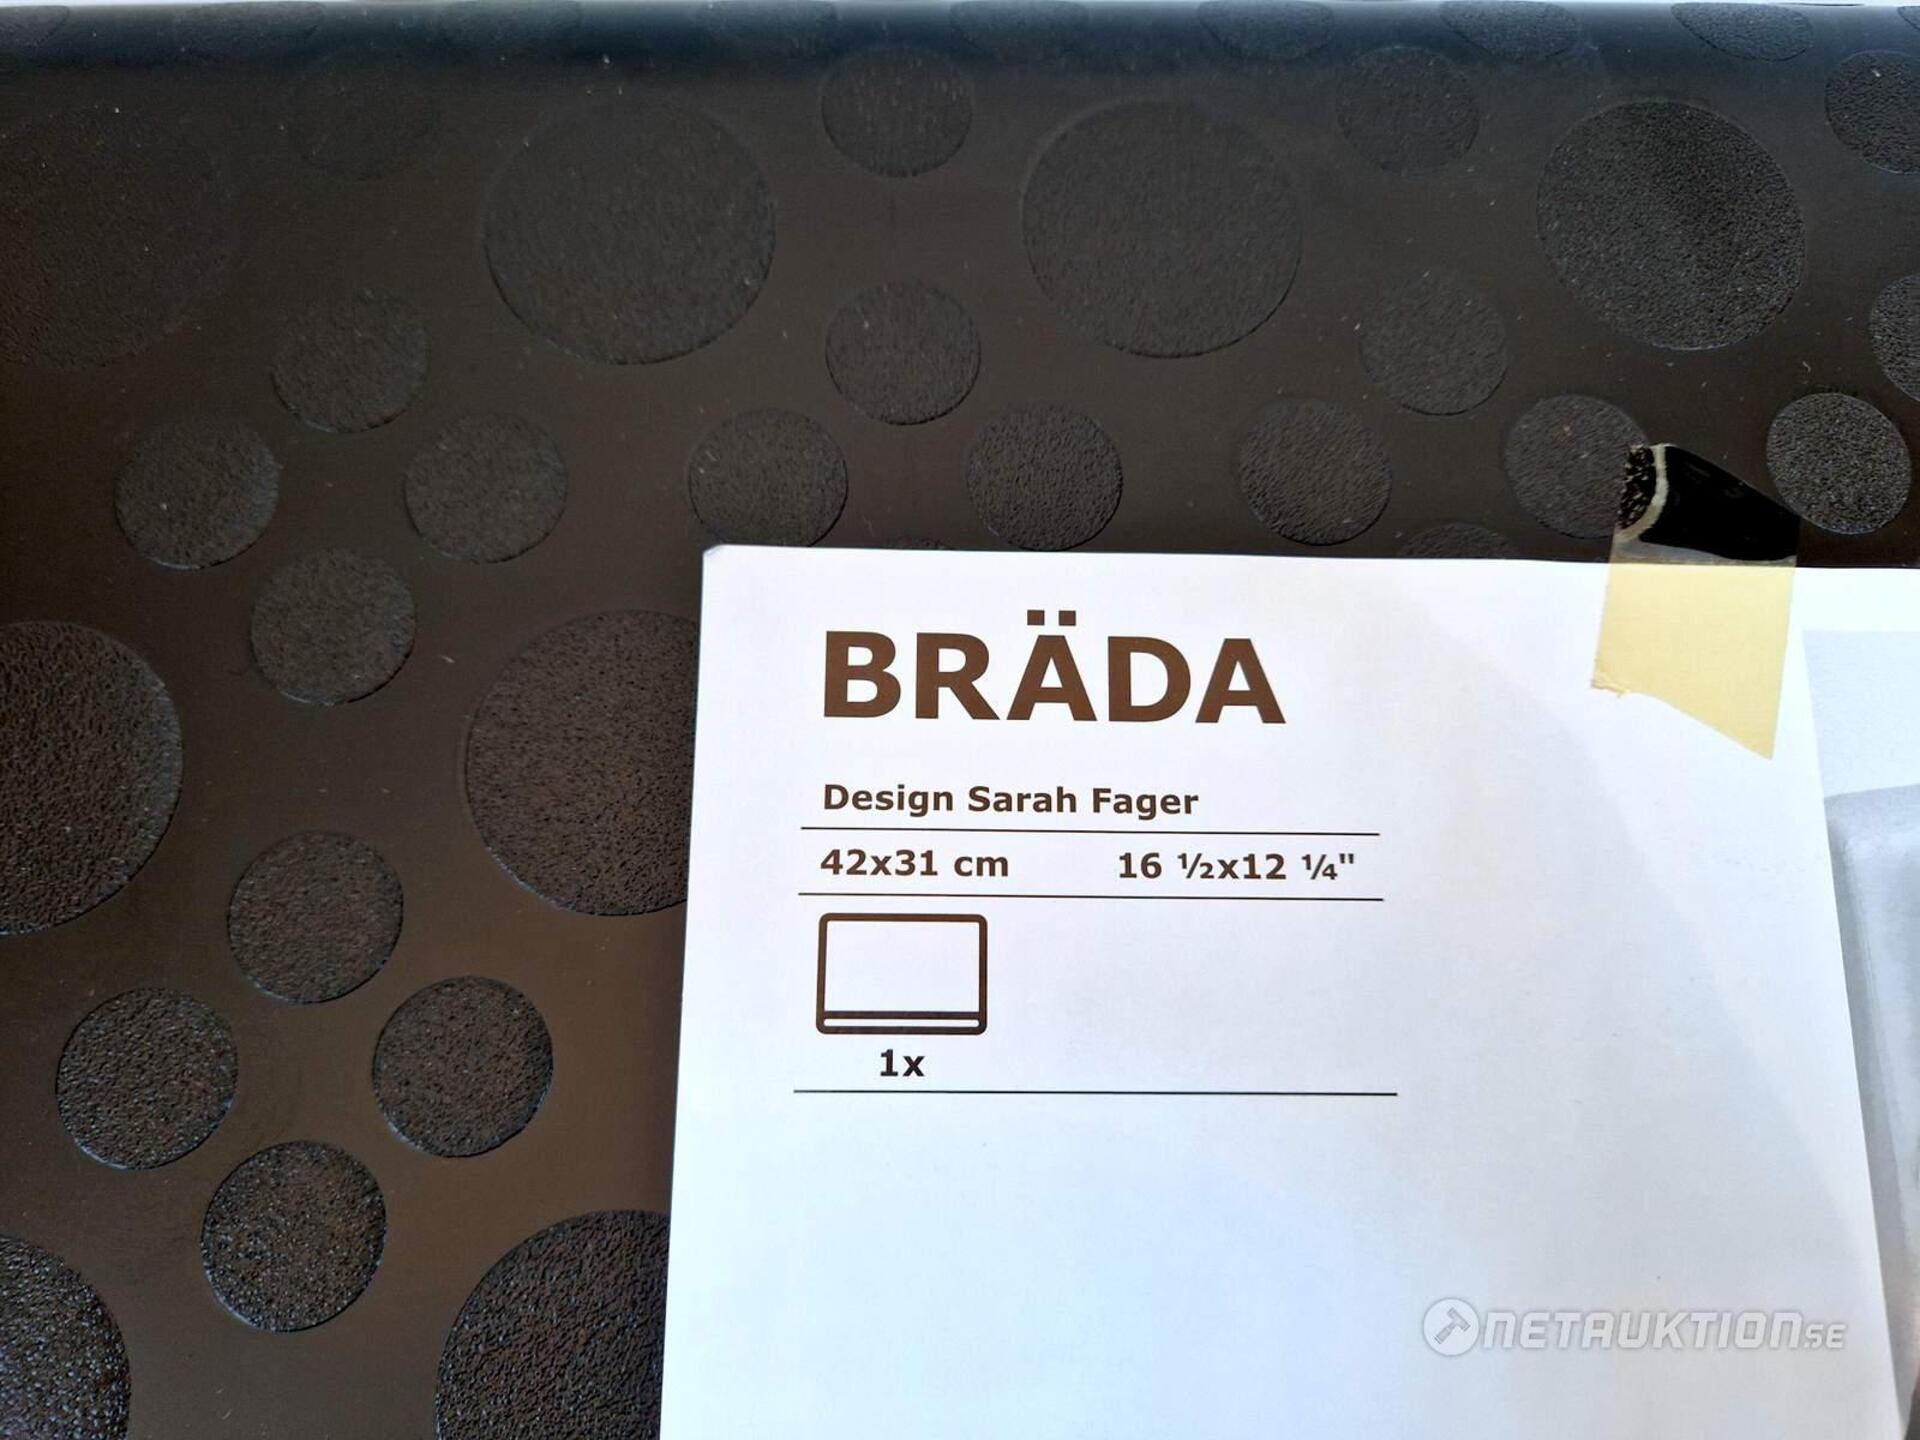 BRÄDA
Design Sarah Fager
42x31 cm 16 ½x12 ¼"
1x
NETAUKTION.SE